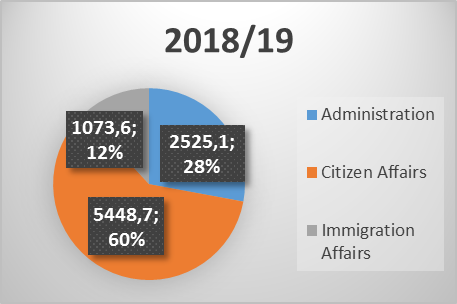 2018/19
1073,6;
12%
2525,1;
28%
5448,7;
60%
Administration
Citizen Affairs
Immigration
Affairs